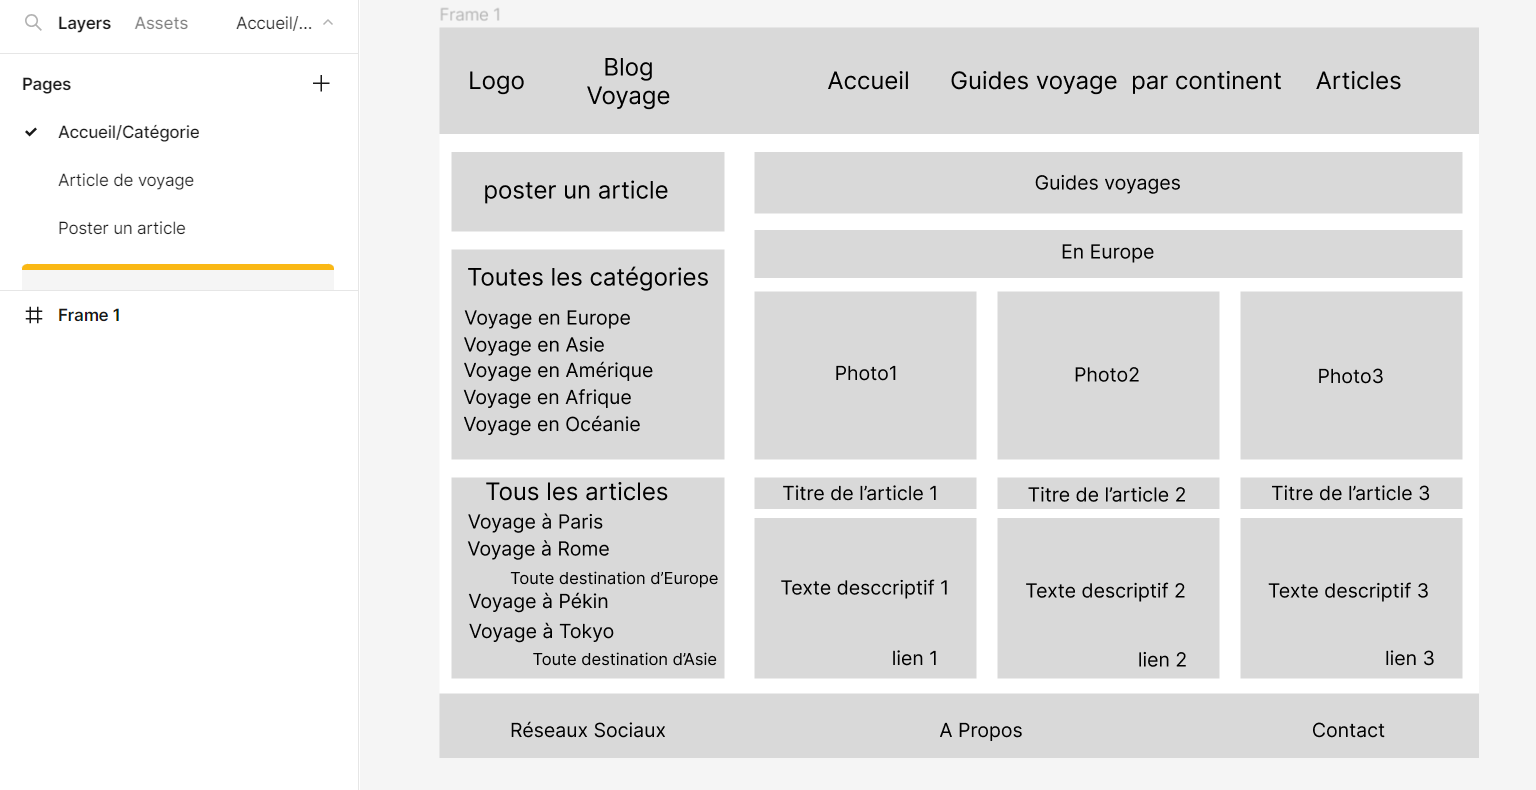 Layers
Assets
Accueil/...
Pages
Accueil/Catégorie
Article de voyage
Poster un article
Frame 1
Frame 1
Logo
Blog
Voyage
Accueil
Guides voyage par continent
Articles
poster un article
Toutes les catégories
Voyage en Europe
Voyage en Asie
Voyage en Amérique
Voyage en Afrique
Voyage en Océanie
Tous les articles
Voyage à Paris
Voyage à Rome
Toute destination d’Europe
Voyage à Pékin
Voyage à Tokyo
Toute destination d’Asie
Guides voyages
En Europe
Photo1
Photo2
Photo3
Titre de l’article 1
Titre de l’article 2
Titre de l’article 3
Texte desccriptif 1
Texte descriptif 2
Texte descriptif 3
lien 1
lien 2
lien 3
Réseaux Sociaux
A Propos
Contact